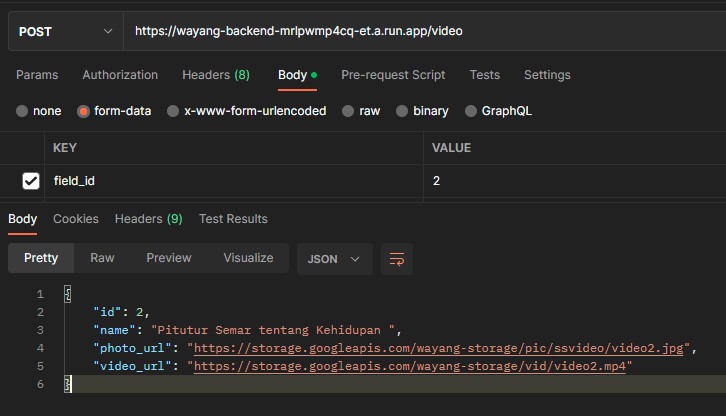 POST https://wayang-backend-mrlpwmp4cq-et.a.run.app/video
Params Authorization Headers (8) Body Pre-request Script Tests Settings
none form-data x-www-form-urlencoded raw binary GraphQL
KEY VALUE
field_id 2
Body Cookies Headers (9) Test Results
Pretty Raw Preview Visualize JSON
1 {
2 "id": 2,
3 "name": "Pitutur Semar tentang Kehidupan ",
4 "photo_url": "https://storage.googleapis.com/wayang-storage/pic/ssvideo/video2.jpg",
5 "video_url": "https://storage.googleapis.com/wayang-storage/vid/video2.mp4"
6 }